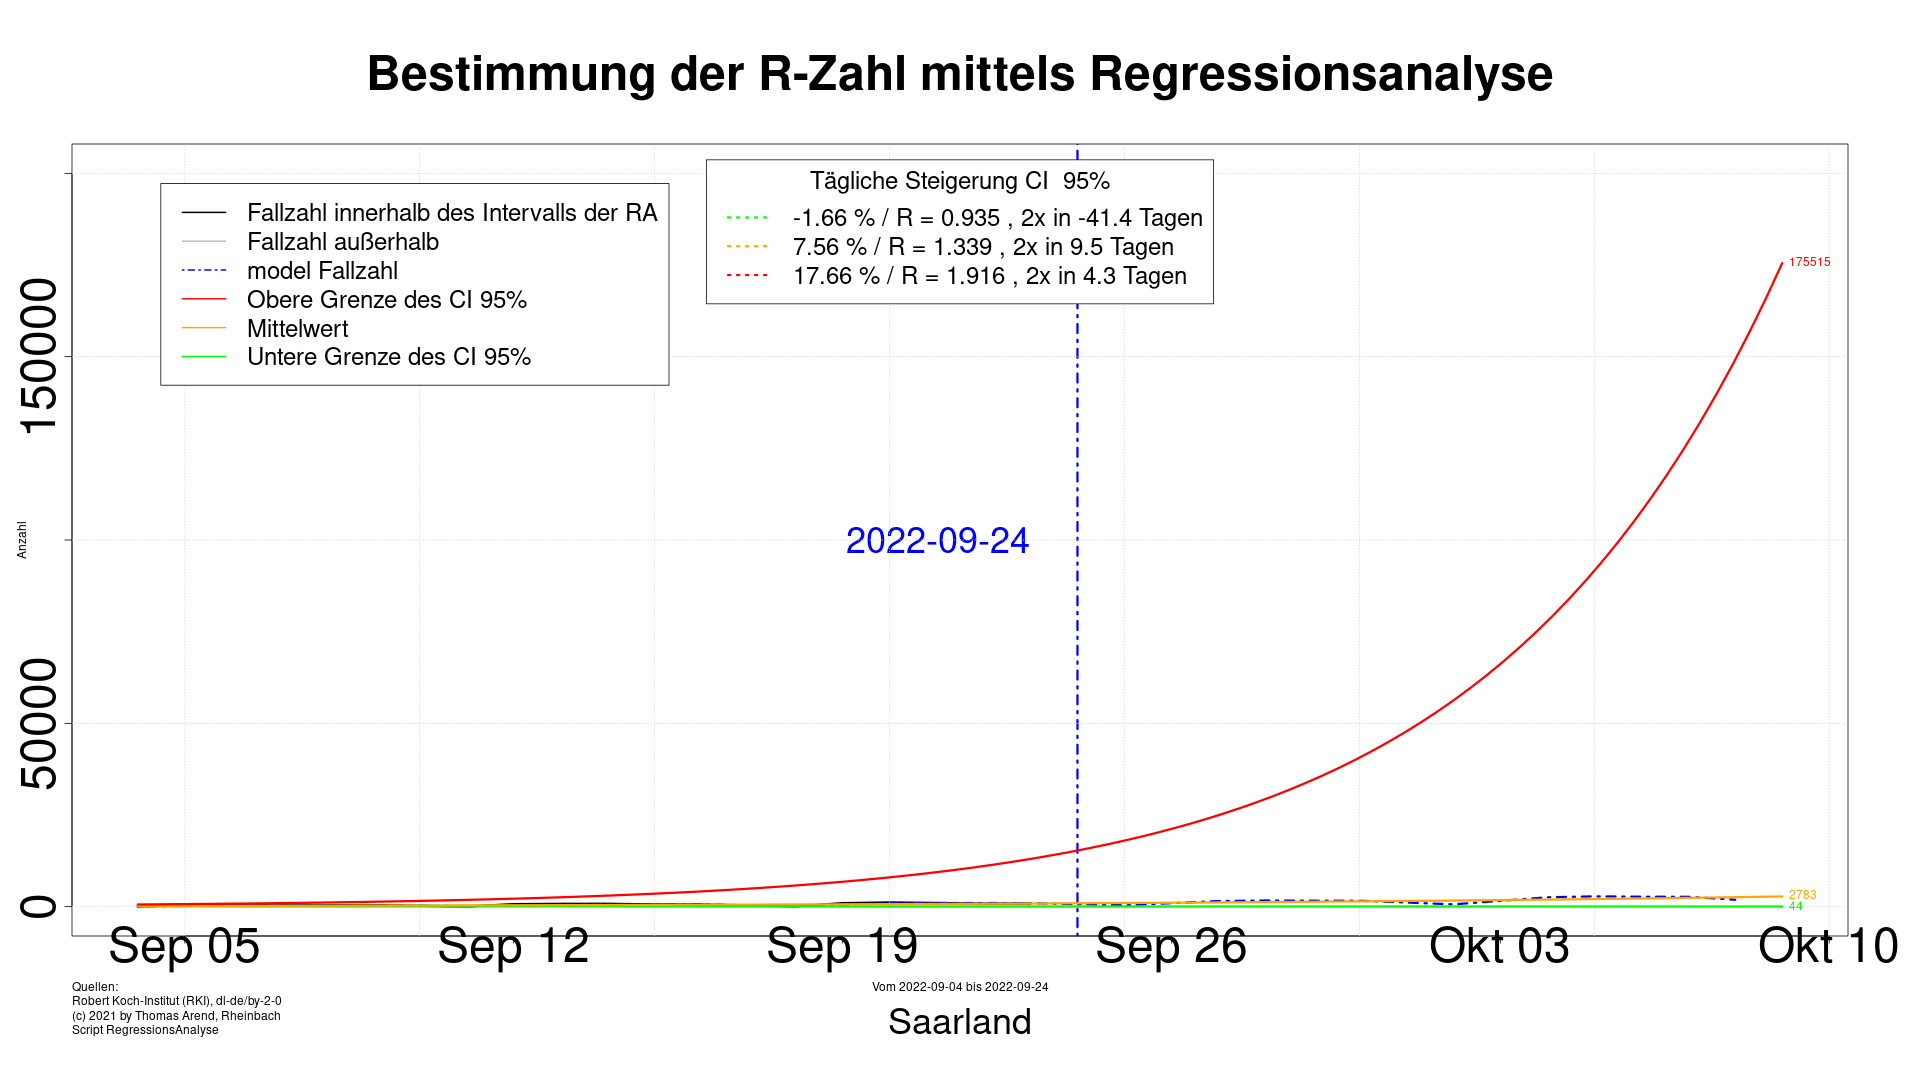 Bestimmung der R-Zahl mittels Regressionsanalyse
Fallzahl innerhalb des Intervalls der RA
Fallzahl außerhalb
model Fallzahl
Obere Grenze des CI 95%
Mittelwert
Untere Grenze des CI 95%
Tägliche Steigerung CI  95%
-1.66 % / R = 0.935 , 2x in -41.4 Tagen
7.56 % / R = 1.339 , 2x in 9.5 Tagen
17.66 % / R = 1.916 , 2x in 4.3 Tagen
175515
150000
50000
0
Anzahl
2022-09-24
2783
44
Sep 05
Sep 12
Sep 19
Sep 26
Okt 03
Okt 10
Quellen:
Robert Koch-Institut (RKI), dl-de/by-2-0
(c) 2021 by Thomas Arend, Rheinbach
Script RegressionsAnalyse
Vom 2022-09-04 bis 2022-09-24
Saarland